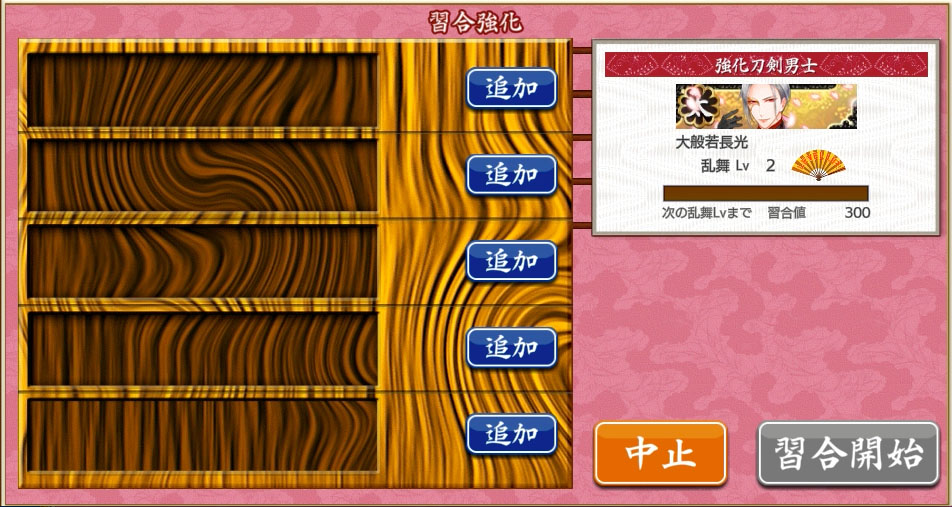 習合強化
追加
追加
追加
追加
追加
強化刀剣男士
大
大般若長光
乱舞 Lv 2
次の乱舞Lvまで 習合値 300
中止
習合開始